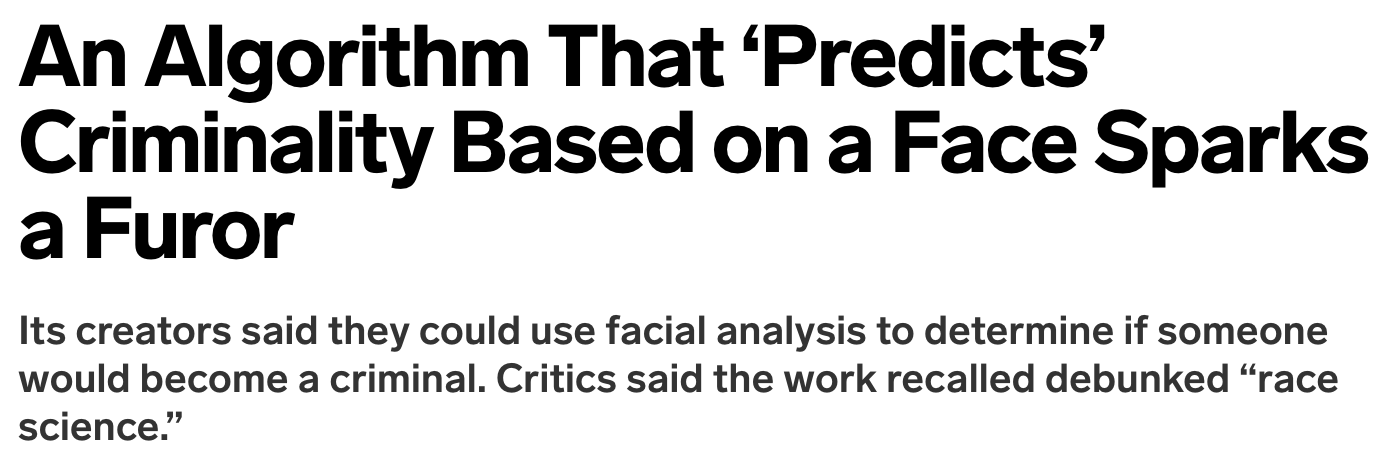 An Algorithm That ‘Predicts’
Criminality Based on a Face Sparks
a Furor
Its creators said they could use facial analysis to determine if someone
would become a criminal. Critics said the work recalled debunked “race
science.”